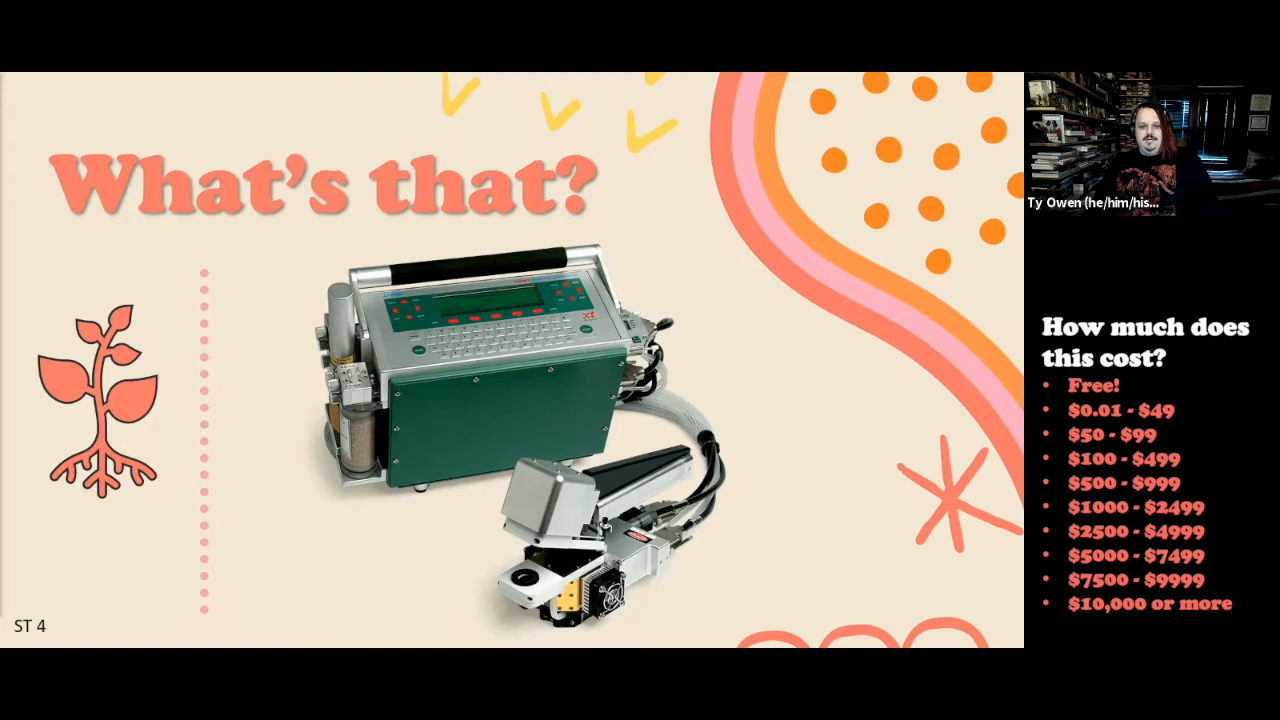 What's that?
Ty Owen (he/him/his...
How much does
this cost?
• Free!
• $0.01 - $49
• $50 - $99
• $100 - $499
• $500 - $999
• $1000 - $2499
• $2500 - $4999
• $5000 - $7499
• $7500 - $9999
• $10,000 or more
ST 4